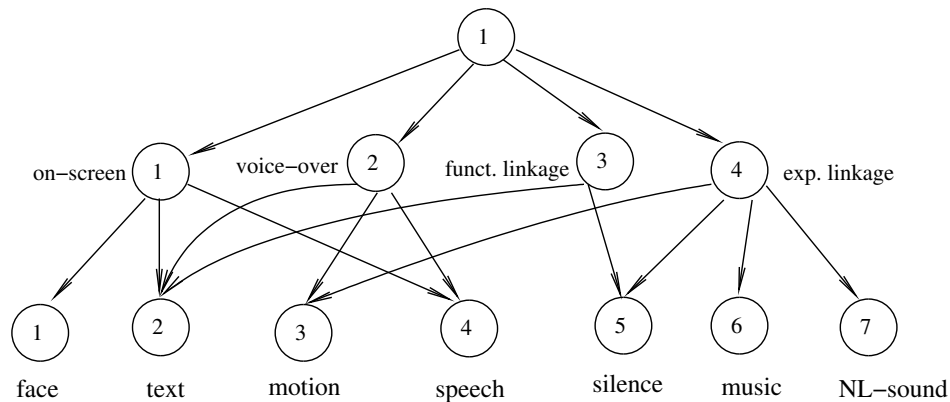 1
on−screen 1 voice−over 2 funct. linkage 3 4 exp. linkage
1 2 3 4 5 6 7
face text motion speech silence music NL−sound